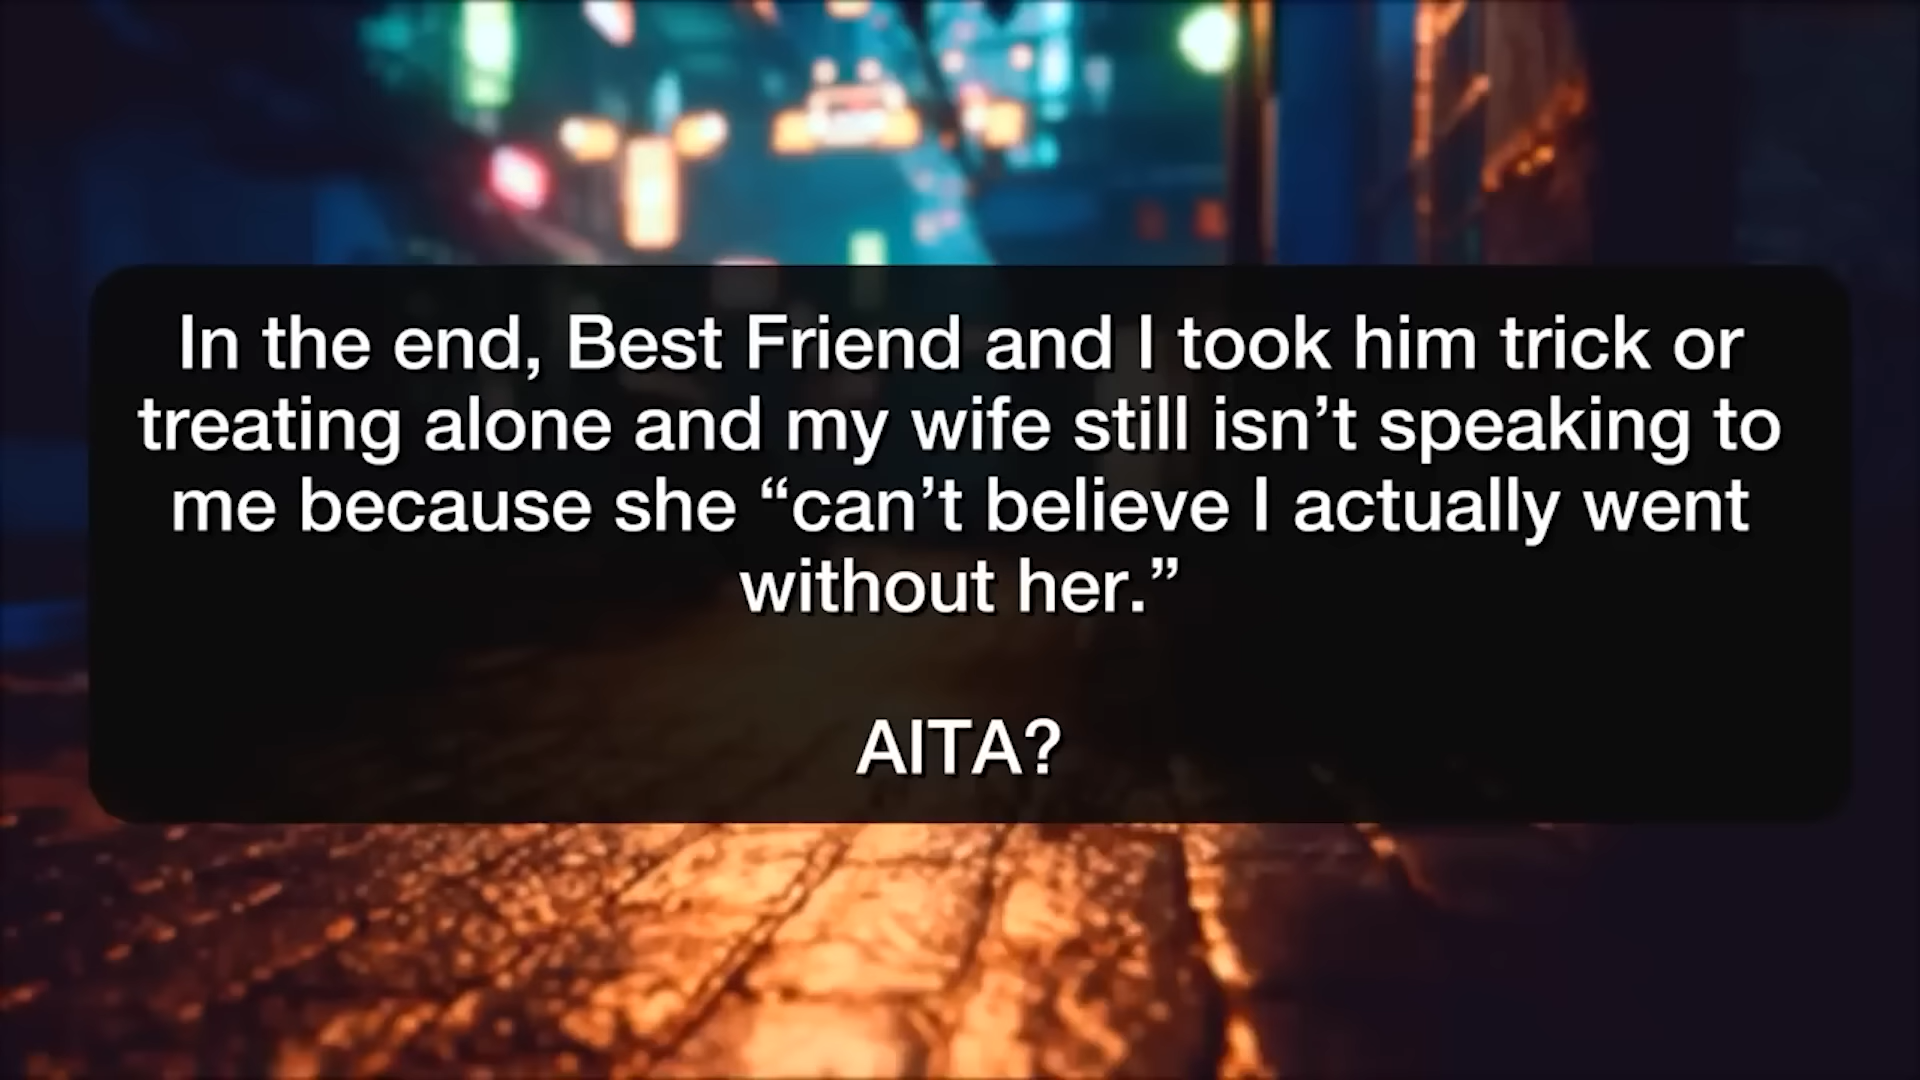 In the end, Best Friend and I took him trick or
treating alone and my wife still isn’t speaking to
me because she “can’t believe I actually went
without her.”
AITA?